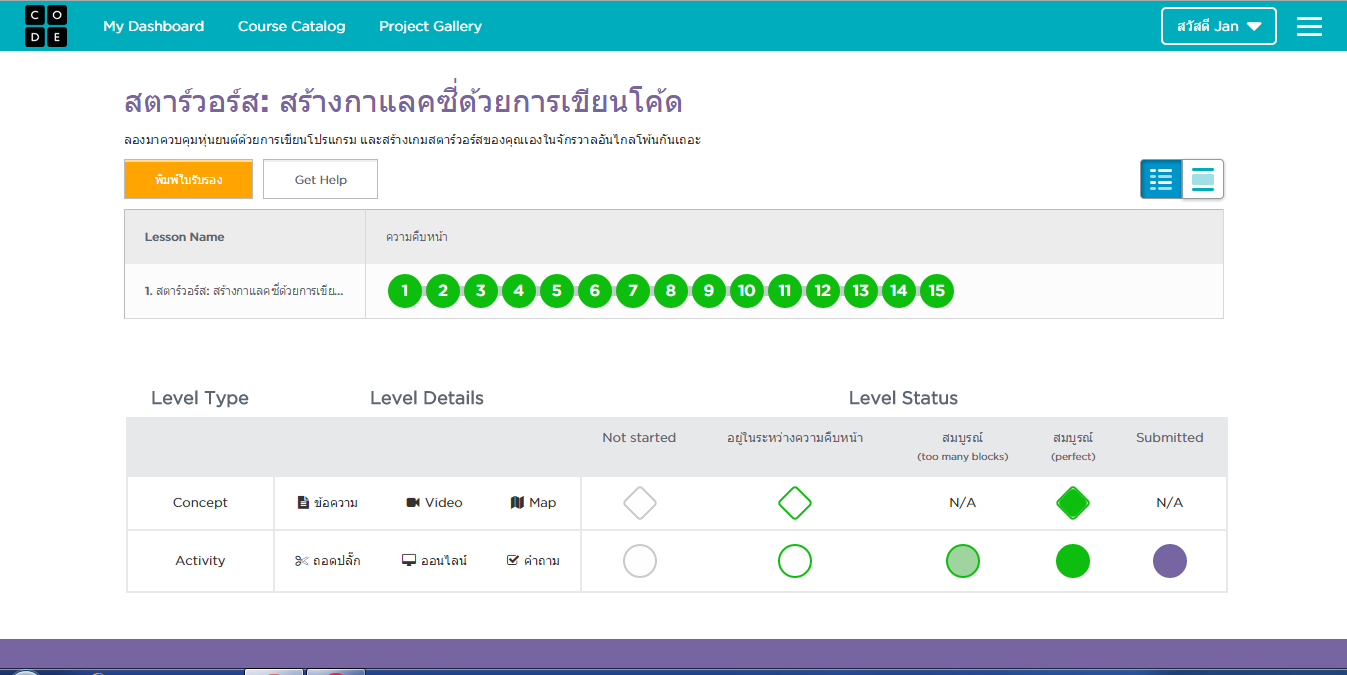 CODE My Dashboard Course Catalog Project Gallery สวัสดี Jan
สตาร์วอร์ส: สร้างกาแลคซี่ด้วยการเขียนโค้ด
ลองมาควบคุมหุ่นยนต์ด้วยการเขียนโปรแกรม และสร้างเกมสตาร์วอร์สของคุณเองในจักรวาลอันไกลโพ้นกันเถอะ
พิมพ์ใบรับรอง Get Help
Lesson Name ความคืบหน้า
1. สตาร์วอร์ส: สร้างกาแลคซี่ด้วยการเขีย... 1 2 3 4 5 6 7 8 9 10 11 12 13 14 15
Level Type Level Details Level Status
Not started อยู่ในระหว่างความคืบหน้า สมบูรณ์ สมบูรณ์ Submitted
(too many blocks) (perfect)
Concept ข้อความ Video Map N/A N/A
Activity ถอดปลั๊ก ออนไลน์ คำถาม